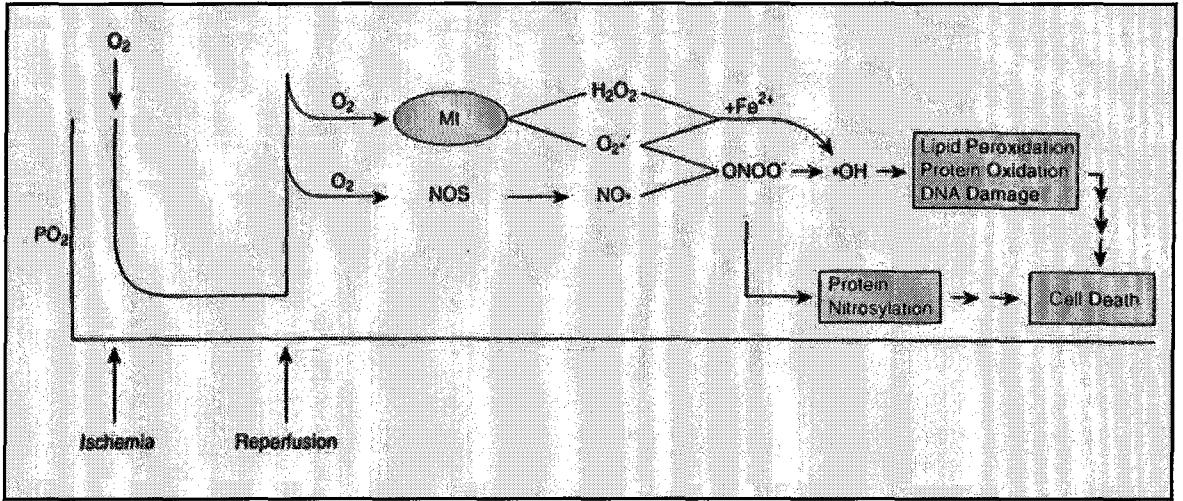 O₂
O₂
MI
H₂O₂
O₂•⁻
+Fe²⁺
ONOO⁻
•OH
Lipid Peroxidation
Protein Oxidation
DNA Damage
O₂
NOS
NO•
PO₂
Protein
Nitrosylation
Cell Death
Ischemia
Reperfusion